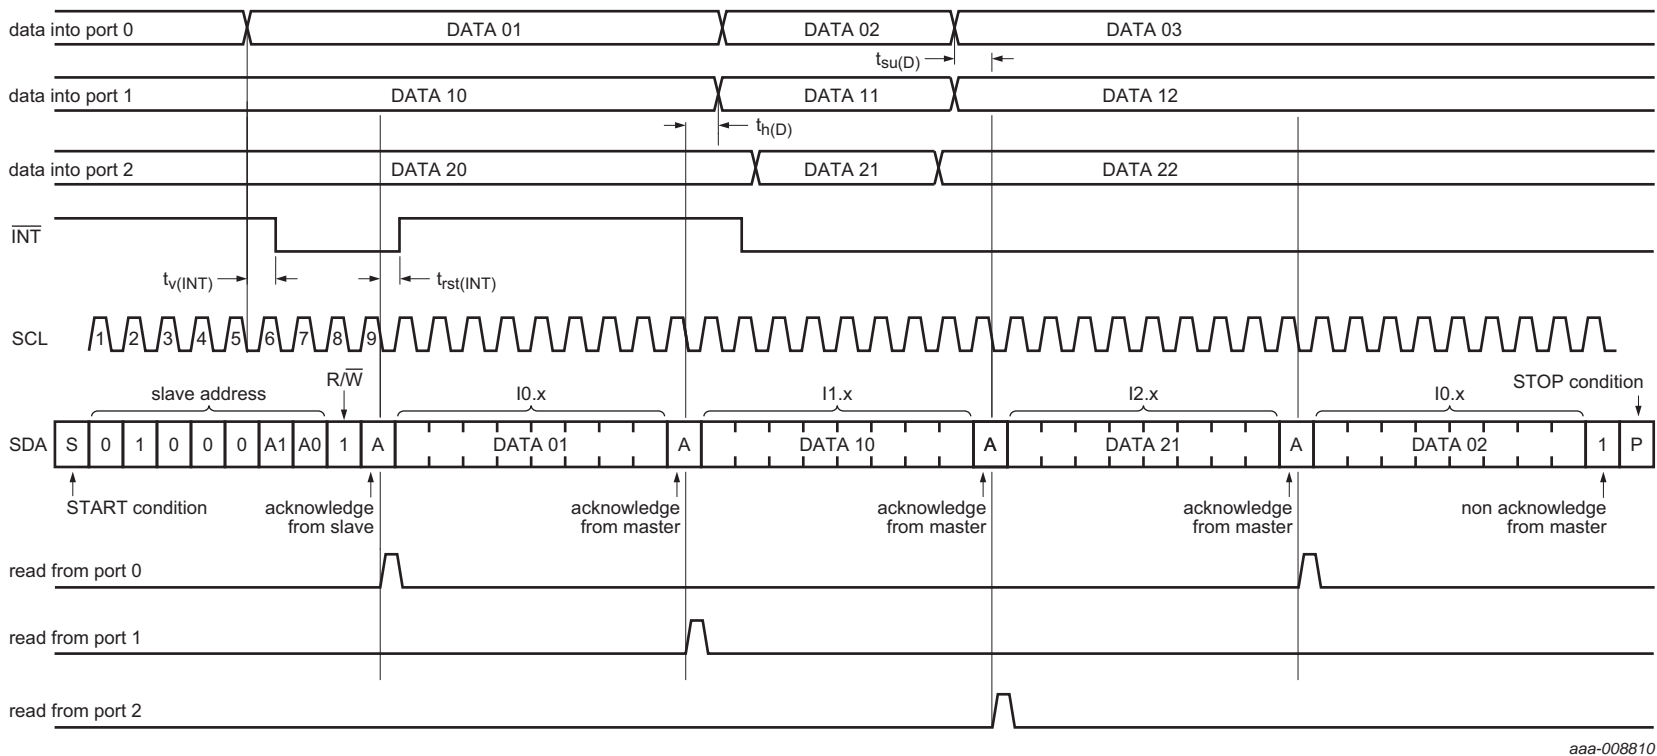 data into port 0 DATA 01 DATA 02 DATA 03
tsu(D)
data into port 1 DATA 10 DATA 11 DATA 12
th(D)
data into port 2 DATA 20 DATA 21 DATA 22
INT
tv(INT) trst(INT)
SCL 1 2 3 4 5 6 7 8 9
R/W STOP condition
slave address I0.x I1.x I2.x I0.x
SDA S 0 1 0 0 0 A1 A0 1 A DATA 01 A DATA 10 A DATA 21 A DATA 02 1 P
START condition acknowledge acknowledge acknowledge acknowledge non acknowledge
from slave from master from master from master from master
read from port 0
read from port 1
read from port 2
aaa-008810